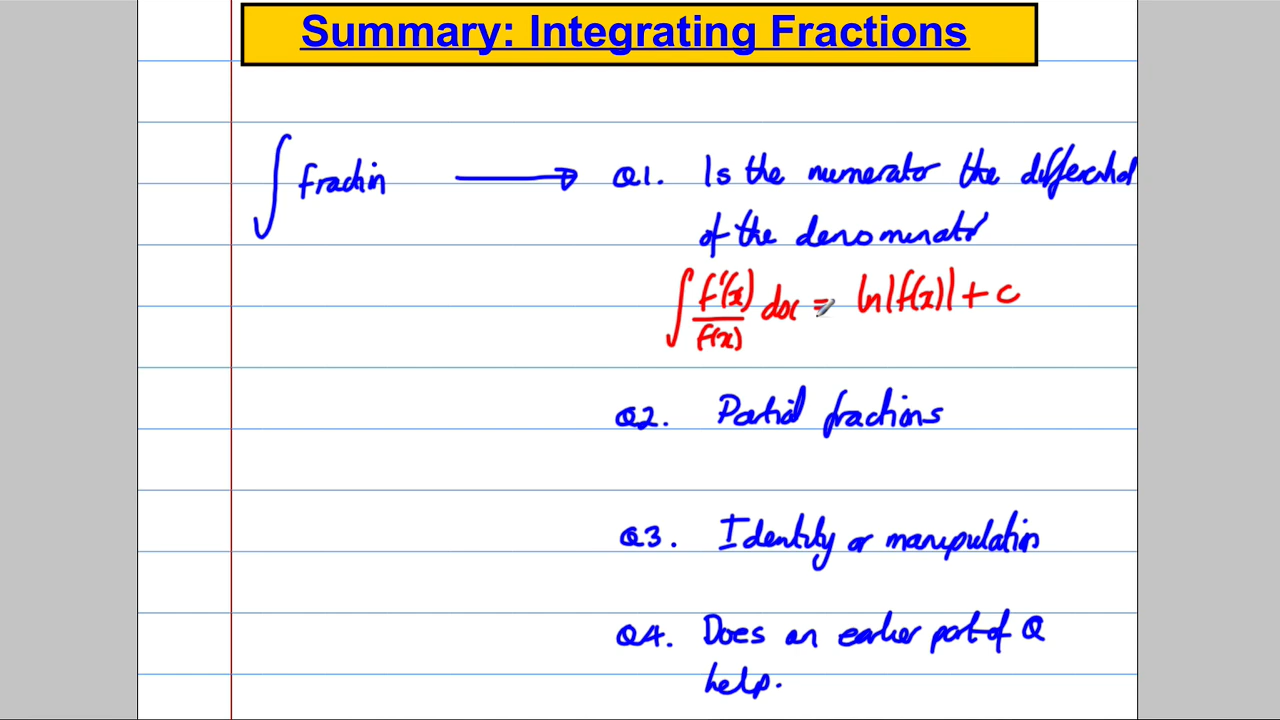 Summary: Integrating Fractions
∫ fraction → Q1. Is the numerator the differential
of the denominator
∫ f'(x)/f(x) dx = ln|f(x)| + c
Q2. Partial fractions
Q3. Identity or manipulation
Q4. Does an earlier part of Q
help.